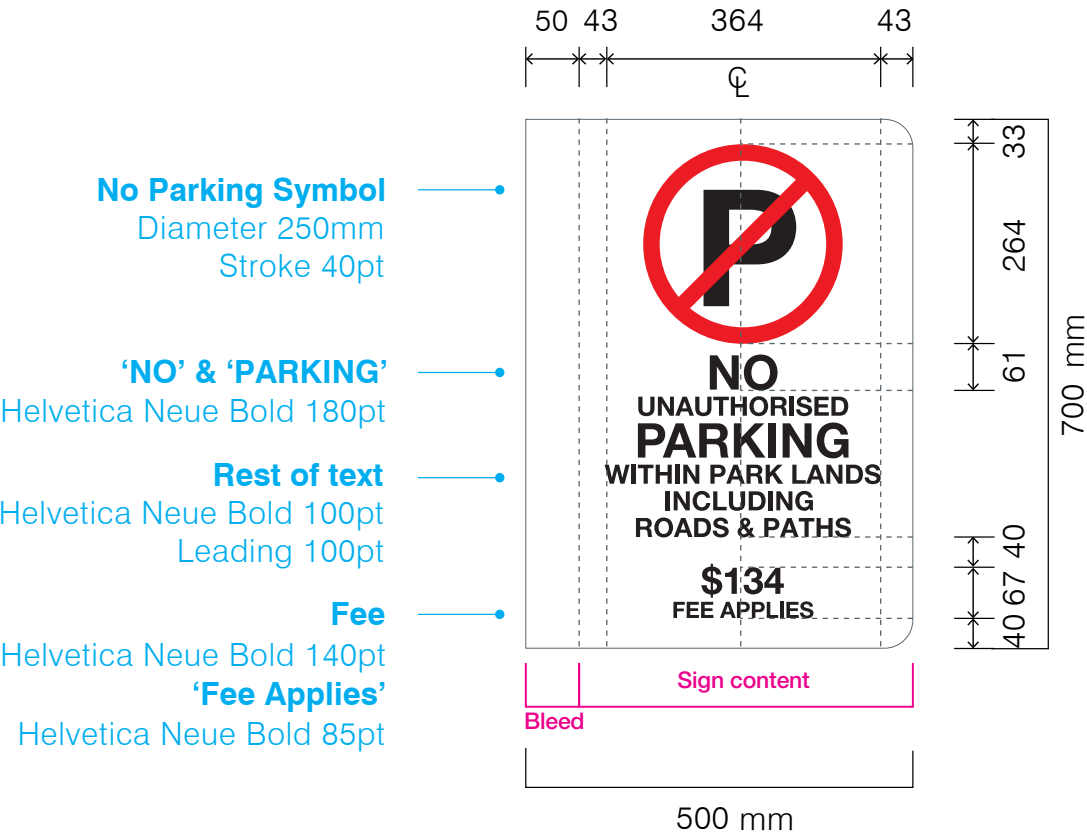 50 43 364 43
℄
No Parking Symbol
Diameter 250mm
Stroke 40pt
‘NO’ & ‘PARKING’
Helvetica Neue Bold 180pt
Rest of text
Helvetica Neue Bold 100pt
Leading 100pt
Fee
Helvetica Neue Bold 140pt
‘Fee Applies’
Helvetica Neue Bold 85pt
P
NO
UNAUTHORISED
PARKING
WITHIN PARK LANDS
INCLUDING
ROADS & PATHS
$134
FEE APPLIES
33
264
61
40
67
40
700 mm
Sign content
Bleed
500 mm